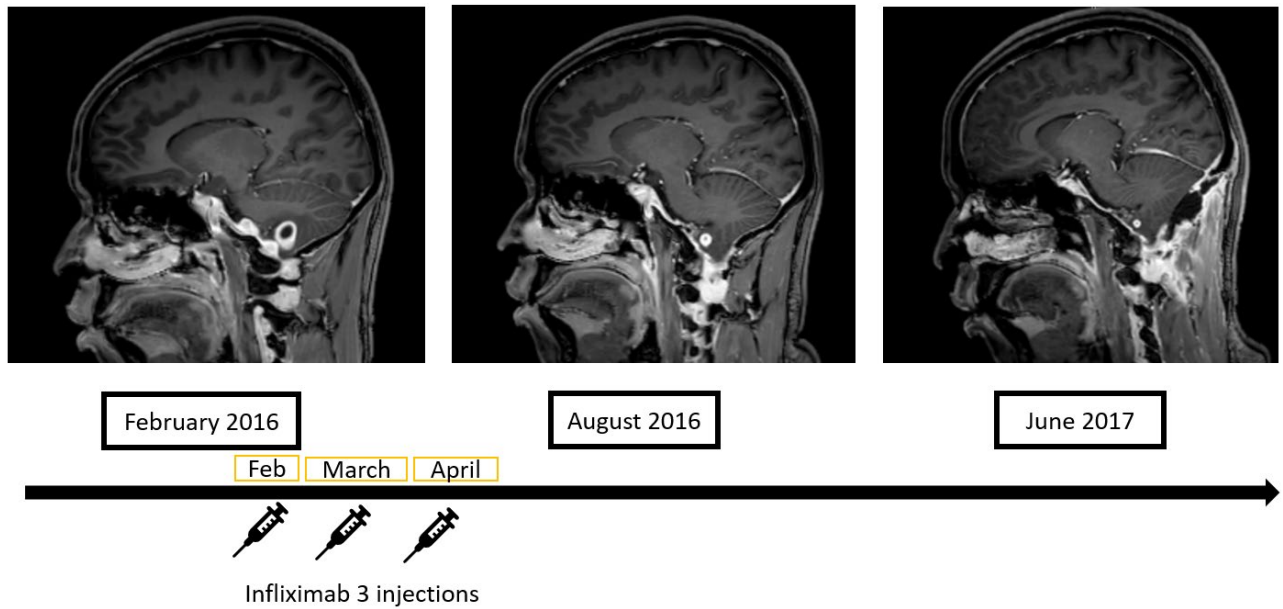 February 2016
August 2016
June 2017
Feb
March
April
Infliximab 3 injections